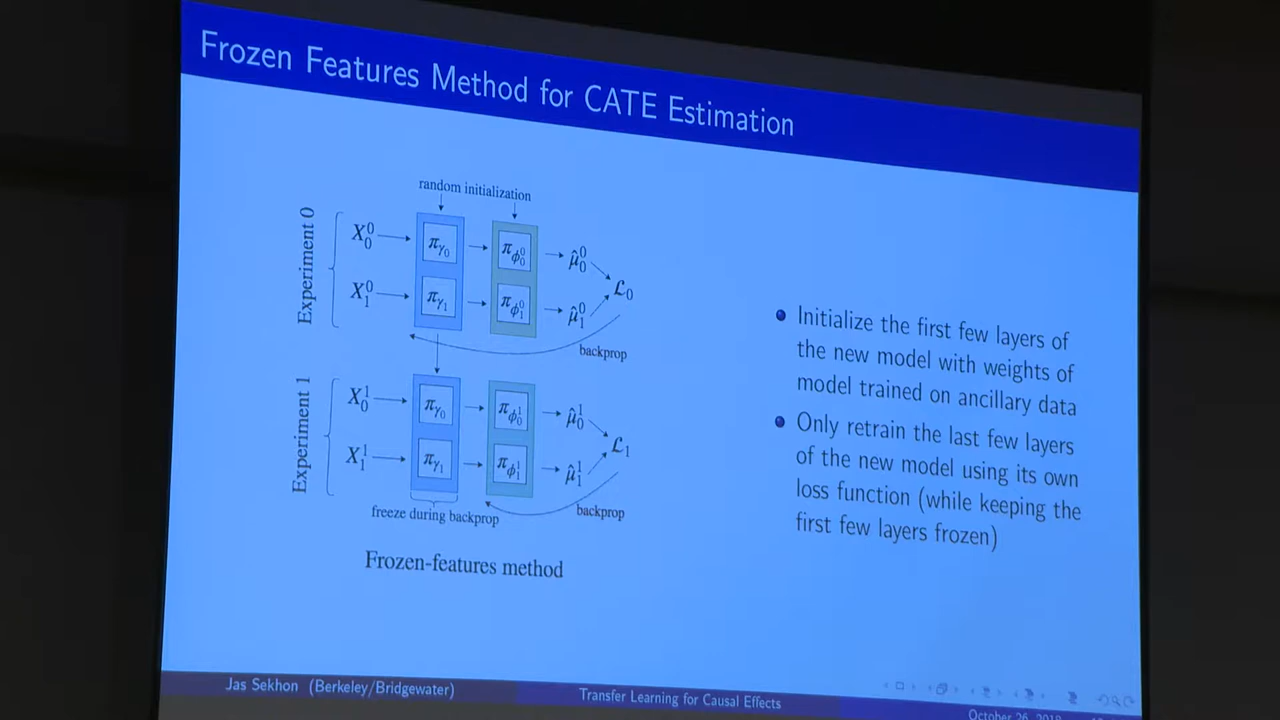 Frozen Features Method for CATE Estimation
random initialization
Experiment 0
X₀⁰ π_γ₀ π_ϕ₀⁰ μ̂₀⁰
X₁⁰ π_γ₁ π_ϕ₁⁰ μ̂₁⁰
ℒ₀
backprop
Experiment 1
X₀¹ π_γ₀ π_ϕ₀¹ μ̂₀¹
X₁¹ π_γ₁ π_ϕ₁¹ μ̂₁¹
ℒ₁
freeze during backprop
backprop
Frozen-features method
Initialize the first few layers of
the new model with weights of
model trained on ancillary data
Only retrain the last few layers
of the new model using its own
loss function (while keeping the
first few layers frozen)
Jas Sekhon (Berkeley/Bridgewater)
Transfer Learning for Causal Effects
October 26,